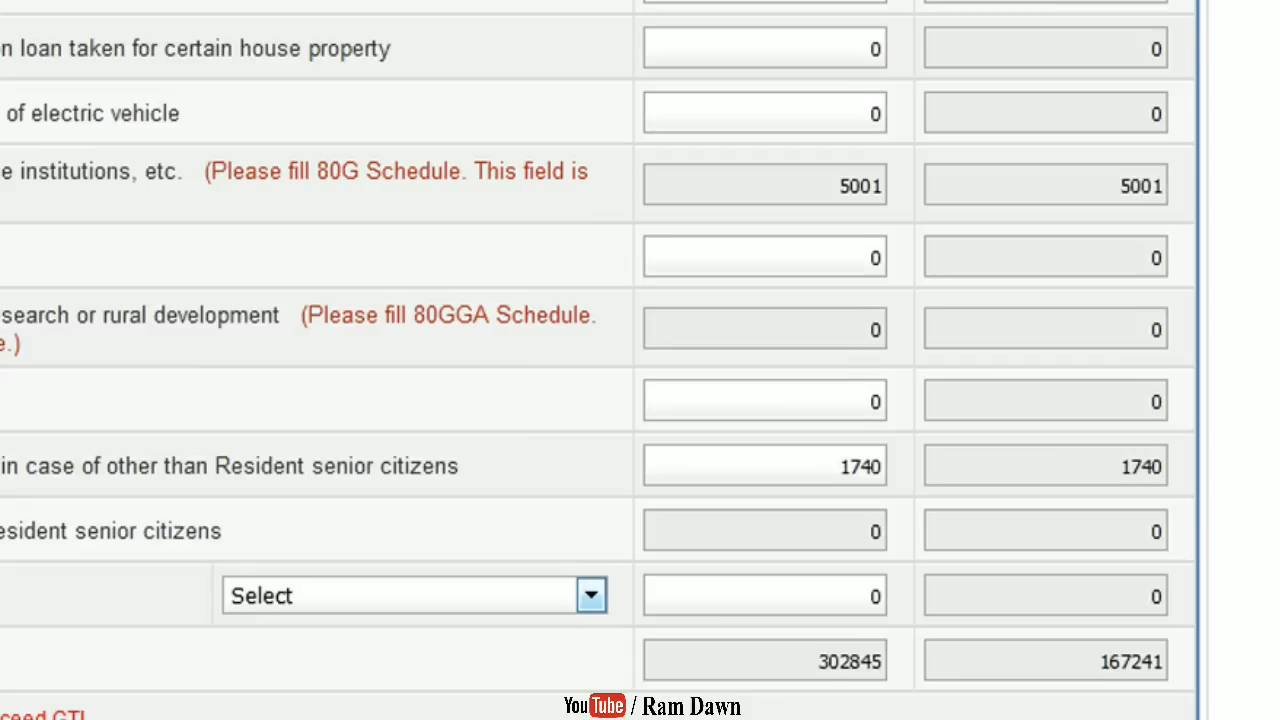 n loan taken for certain house property 0 0
of electric vehicle 0 0
e institutions, etc. (Please fill 80G Schedule. This field is 5001 5001
0 0
search or rural development (Please fill 80GGA Schedule. 0 0
e.)
0 0
in case of other than Resident senior citizens 1740 1740
esident senior citizens 0 0
Select 0 0
302845 167241
YouTube / Ram Dawn
ceed GTI